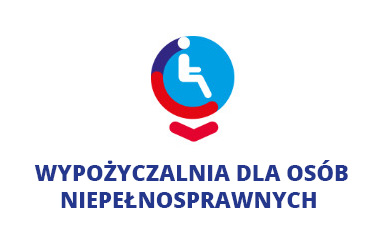 WYPOŻYCZALNIA DLA OSÓB
NIEPEŁNOSPRAWNYCH